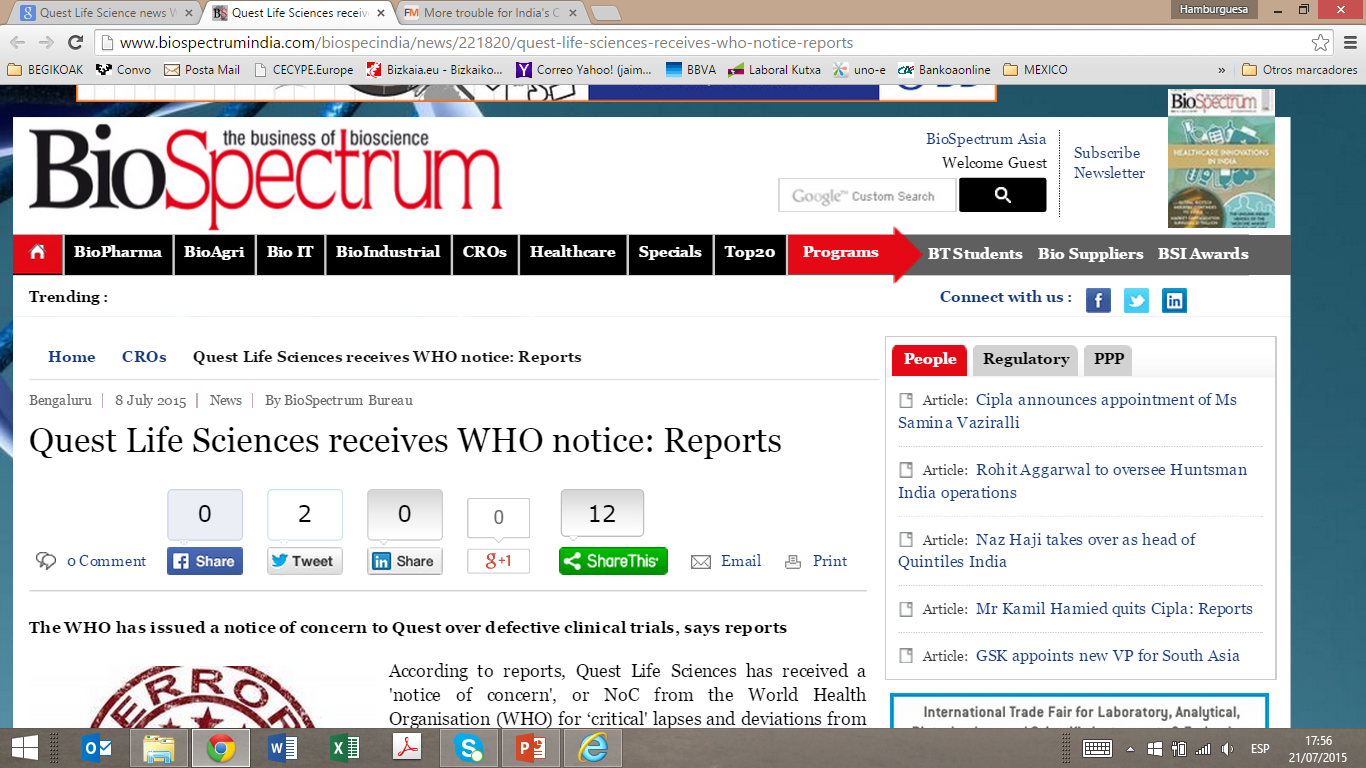 Quest Life Science news W
Quest Life Sciences receiv
More trouble for India's C
Hamburguesa
www.biospectrumindia.com/biospecindia/news/221820/quest-life-sciences-receives-who-notice-reports
BEGIKOAK
Convo
Posta Mail
CECYPE.Europe
Bizkaia.eu - Bizkaiko...
Correo Yahoo! (jaim...
BBVA
Laboral Kutxa
uno-e
Bankoaonline
MEXICO
»
Otros marcadores
BioSpectrum
the business of bioscience
BioSpectrum Asia
Welcome Guest
Google™ Custom Search
Subscribe
Newsletter
BioSpectrum
HEALTHCARE INNOVATIONS
IN INDIA
BioPharma
BioAgri
Bio IT
BioIndustrial
CROs
Healthcare
Specials
Top20
Programs
BT Students
Bio Suppliers
BSI Awards
Trending :
Connect with us :
Home
CROs
Quest Life Sciences receives WHO notice: Reports
Bengaluru | 8 July 2015 | News | By BioSpectrum Bureau
Quest Life Sciences receives WHO notice: Reports
0
2
0
0
12
0 Comment
Share
Tweet
Share
g+1
ShareThis
Email
Print
The WHO has issued a notice of concern to Quest over defective clinical trials, says reports
ERROR
According to reports, Quest Life Sciences has received a
'notice of concern', or NoC from the World Health
Organisation (WHO) for ‘critical' lapses and deviations from
People
Regulatory
PPP
Article: Cipla announces appointment of Ms
Samina Vaziralli
Article: Rohit Aggarwal to oversee Huntsman
India operations
Article: Naz Haji takes over as head of
Quintiles India
Article: Mr Kamil Hamied quits Cipla: Reports
Article: GSK appoints new VP for South Asia
International Trade Fair for Laboratory, Analytical,
ESP
17:56
21/07/2015